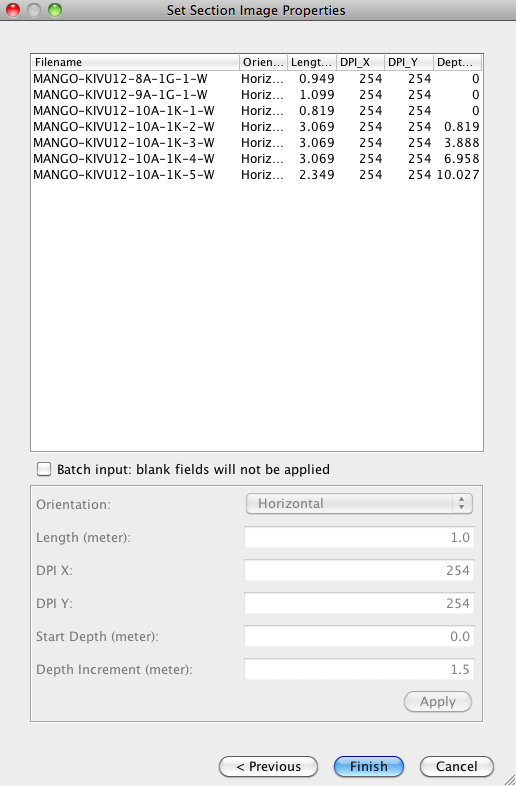 Set Section Image Properties
Filename Orien... Lengt... DPI_X DPI_Y Dept...
MANGO-KIVU12-8A-1G-1-W Horiz... 0.949 254 254 0
MANGO-KIVU12-9A-1G-1-W Horiz... 1.099 254 254 0
MANGO-KIVU12-10A-1K-1-W Horiz... 0.819 254 254 0
MANGO-KIVU12-10A-1K-2-W Horiz... 3.069 254 254 0.819
MANGO-KIVU12-10A-1K-3-W Horiz... 3.069 254 254 3.888
MANGO-KIVU12-10A-1K-4-W Horiz... 3.069 254 254 6.958
MANGO-KIVU12-10A-1K-5-W Horiz... 2.349 254 254 10.027
Batch input: blank fields will not be applied
Orientation: Horizontal
Length (meter): 1.0
DPI X: 254
DPI Y: 254
Start Depth (meter): 0.0
Depth Increment (meter): 1.5
Apply
< Previous Finish Cancel